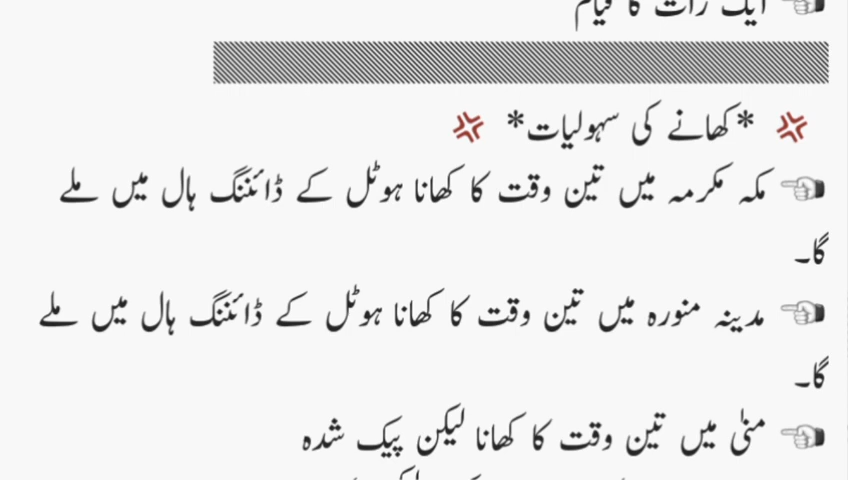 ☜ ایک رات کا قیام
💢 *کھانے کی سہولیات* 💢
☜ مکہ مکرمہ میں تین وقت کا کھانا ہوٹل کے ڈائننگ ہال میں ملے
گا۔
☜ مدینہ منورہ میں تین وقت کا کھانا ہوٹل کے ڈائننگ ہال میں ملے
گا۔
☜ منیٰ میں تین وقت کا کھانا لیکن پیک شدہ